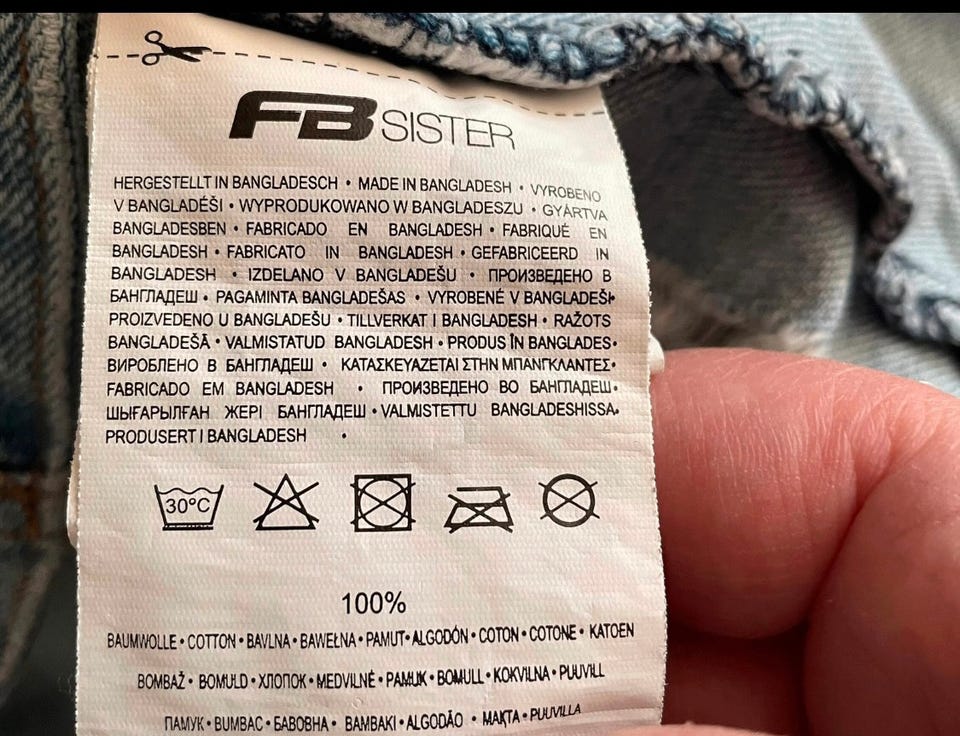 FB SISTER
HERGESTELLT IN BANGLADESCH • MADE IN BANGLADESH • VYROBENO
V BANGLADÉŠI • WYPRODUKOWANO W BANGLADESZU • GYÁRTVA
BANGLADESBEN • FABRICADO EN BANGLADESH • FABRIQUÉ EN
BANGLADESH • FABRICATO IN BANGLADESH • GEFABRICEERD IN
BANGLADESH • IZDELANO V BANGLADEŠU • ПРОИЗВЕДЕНО В
БАНГЛАДЕШ • PAGAMINTA BANGLADEŠAS • VYROBENÉ V BANGLADEŠI•
PROIZVEDENO U BANGLADEŠU • TILLVERKAT I BANGLADESH • RAŽOTS
BANGLADEŠĀ • VALMISTATUD BANGLADESH • PRODUS ÎN BANGLADES•
ВИРОБЛЕНО В БАНГЛАДЕШ • ΚΑΤΑΣΚΕΥΑΖΕΤΑΙ ΣΤΗΝ ΜΠΑΝΓΚΛΑΝΤΕΣ•
FABRICADO EM BANGLADESH • ПРОИЗВЕДЕНО ВО БАНГЛАДЕШ•
ШЫҒАРЫЛҒАН ЖЕРІ БАНГЛАДЕШ • VALMISTETTU BANGLADESHISSA•
PRODUSERT I BANGLADESH •
30°C
100%
BAUMWOLLE • COTTON • BAVLNA • BAWEŁNA • PAMUT • ALGODÓN • COTON • COTONE • KATOEN
BOMBAŽ • BOMULD • ХЛОПОК • MEDVILNĖ • PAMUK • BOMULL • KOKVILNA • PUUVILL
ПАМУК • BUMBAC • БАВОВНА • BAMBAKI • ALGODÃO • МАҚТА • PUUVILLA